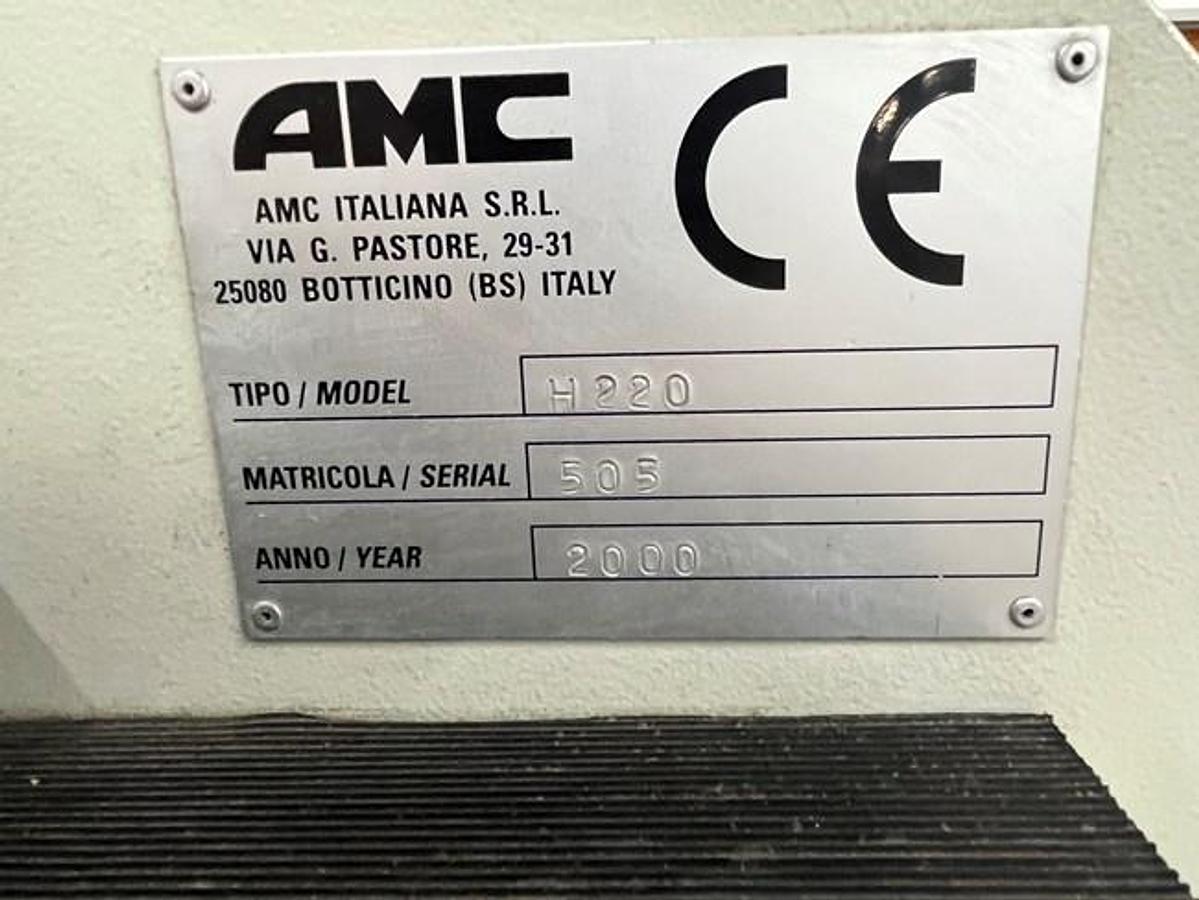 AMC CE
AMC ITALIANA S.R.L.
VIA G. PASTORE, 29-31
25080 BOTTICINO (BS) ITALY
TIPO / MODEL H220
MATRICOLA / SERIAL 505
ANNO / YEAR 2000